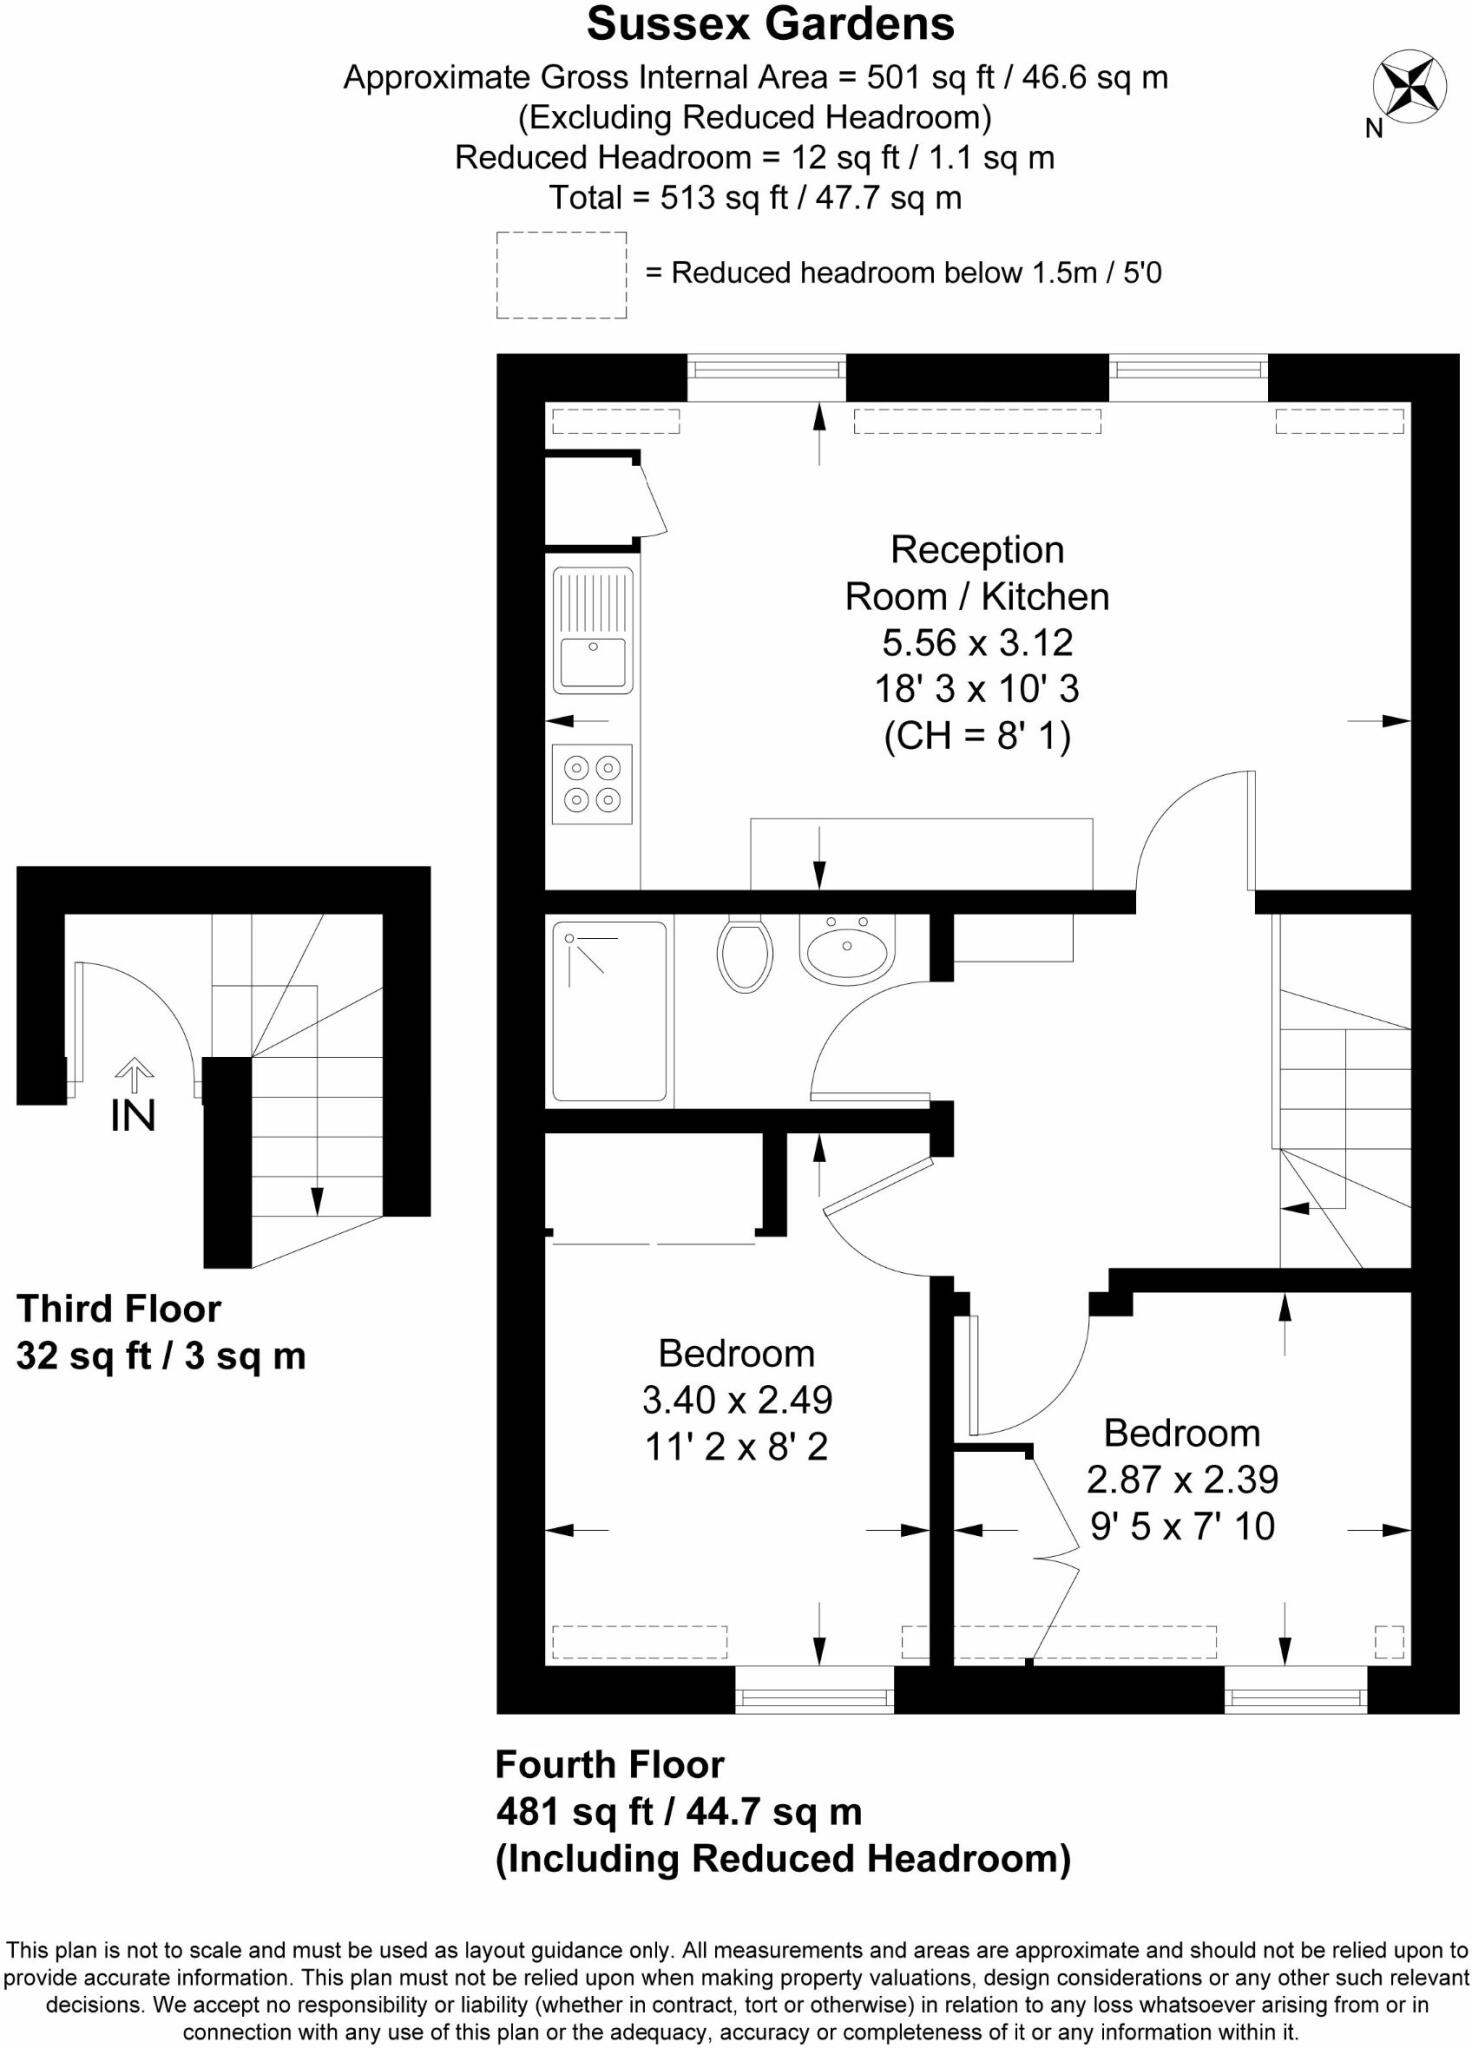 Sussex Gardens
Approximate Gross Internal Area = 501 sq ft / 46.6 sq m
(Excluding Reduced Headroom)
Reduced Headroom = 12 sq ft / 1.1 sq m
Total = 513 sq ft / 47.7 sq m
N
= Reduced headroom below 1.5m / 5'0
Reception
Room / Kitchen
5.56 x 3.12
18' 3 x 10' 3
(CH = 8' 1)
IN
Third Floor
32 sq ft / 3 sq m
Bedroom
3.40 x 2.49
11' 2 x 8' 2
Bedroom
2.87 x 2.39
9' 5 x 7' 10
Fourth Floor
481 sq ft / 44.7 sq m
(Including Reduced Headroom)
This plan is not to scale and must be used as layout guidance only. All measurements and areas are approximate and should not be relied upon to
provide accurate information. This plan must not be relied upon when making property valuations, design considerations or any other such relevant
decisions. We accept no responsibility or liability (whether in contract, tort or otherwise) in relation to any loss whatsoever arising from or in
connection with any use of this plan or the adequacy, accuracy or completeness of it or any information within it.